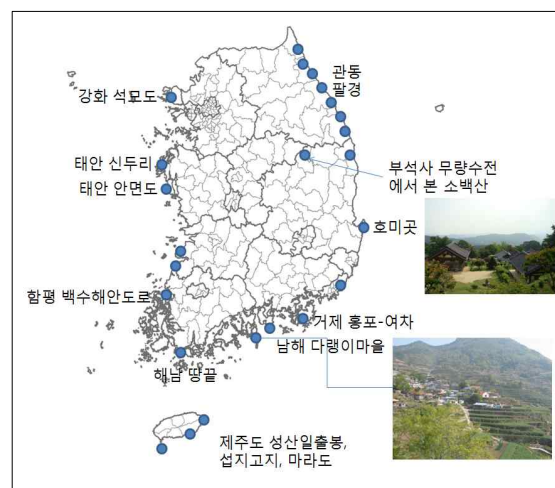 관동
팔경
강화 석모도
부석사 무량수전
에서 본 소백산
태안 신두리
태안 안면도
호미곶
함평 백수해안도로
거제 홍포-여차
남해 다랭이마을
해남 땅끝
제주도 성산일출봉,
섭지고지, 마라도